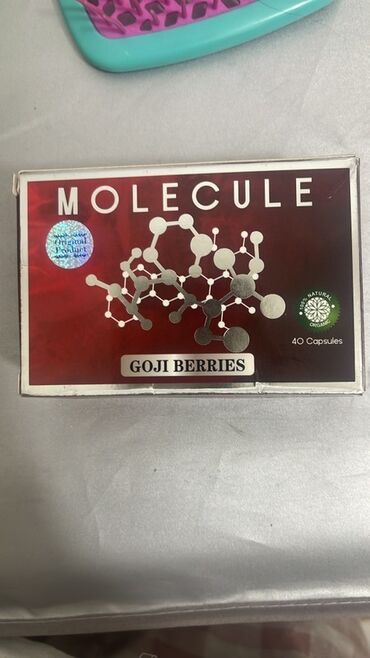 MOLECULE
Original
Product
100% NATURAL
ORGANIC
40 Capsules
GOJI BERRIES